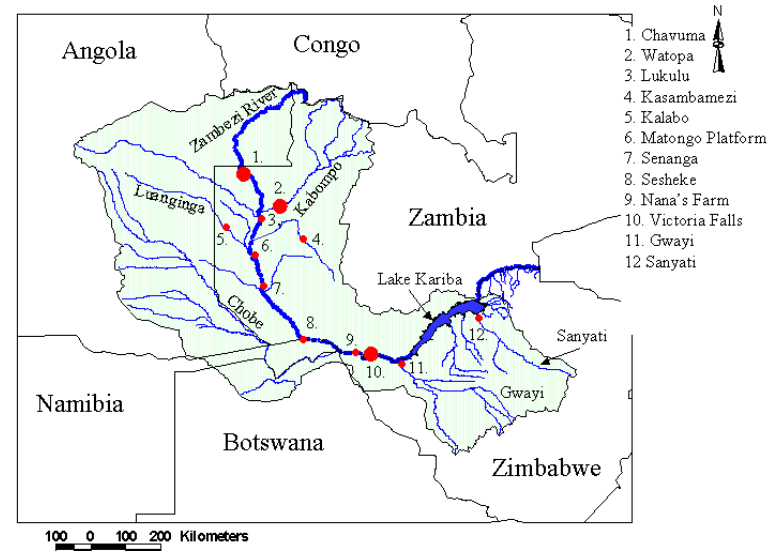 N
Angola
Congo
1. Chavuma
2. Watopa
3. Lukulu
4. Kasambamezi
5. Kalabo
6. Matongo Platform
7. Senanga
8. Sesheke
9. Nana's Farm
10. Victoria Falls
11. Gwayi
12 Sanyati
Zambezi River
1.
2.
Kabompo
Luanginga
3.
Zambia
5.
4.
6.
Lake Kariba
7.
Chobe
8.
12.
Sanyati
9.
10.
11.
Gwayi
Namibia
Botswana
Zimbabwe
100 0 100 200 Kilometers